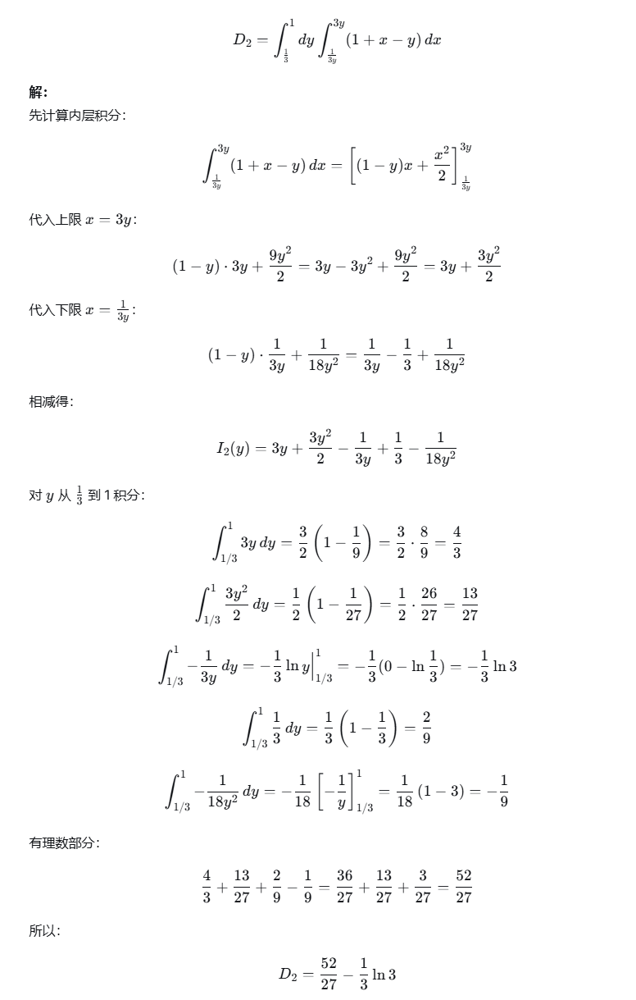 $$D_2 = \int_{\frac{1}{3}}^{1} dy \int_{\frac{1}{3y}}^{3y} (1 + x - y)\, dx$$
解：
先计算内层积分：
$$\int_{\frac{1}{3y}}^{3y} (1 + x - y)\, dx = \left[ (1 - y)x + \frac{x^2}{2} \right]_{\frac{1}{3y}}^{3y}$$
代入上限 $x = 3y$：
$$(1 - y) \cdot 3y + \frac{9y^2}{2} = 3y - 3y^2 + \frac{9y^2}{2} = 3y + \frac{3y^2}{2}$$
代入下限 $x = \frac{1}{3y}$：
$$(1 - y) \cdot \frac{1}{3y} + \frac{1}{18y^2} = \frac{1}{3y} - \frac{1}{3} + \frac{1}{18y^2}$$
相减得：
$$I_2(y) = 3y + \frac{3y^2}{2} - \frac{1}{3y} + \frac{1}{3} - \frac{1}{18y^2}$$
对 $y$ 从 $\frac{1}{3}$ 到 1 积分：
$$\int_{1/3}^{1} 3y\, dy = \frac{3}{2} \left( 1 - \frac{1}{9} \right) = \frac{3}{2} \cdot \frac{8}{9} = \frac{4}{3}$$
$$\int_{1/3}^{1} \frac{3y^2}{2}\, dy = \frac{1}{2} \left( 1 - \frac{1}{27} \right) = \frac{1}{2} \cdot \frac{26}{27} = \frac{13}{27}$$
$$\int_{1/3}^{1} -\frac{1}{3y}\, dy = -\frac{1}{3} \ln y \Big|_{1/3}^{1} = -\frac{1}{3} (0 - \ln \frac{1}{3}) = -\frac{1}{3} \ln 3$$
$$\int_{1/3}^{1} \frac{1}{3}\, dy = \frac{1}{3} \left( 1 - \frac{1}{3} \right) = \frac{2}{9}$$
$$\int_{1/3}^{1} -\frac{1}{18y^2}\, dy = -\frac{1}{18} \left[ -\frac{1}{y} \right]_{1/3}^{1} = \frac{1}{18} (1 - 3) = -\frac{1}{9}$$
有理数部分：
$$\frac{4}{3} + \frac{13}{27} + \frac{2}{9} - \frac{1}{9} = \frac{36}{27} + \frac{13}{27} + \frac{3}{27} = \frac{52}{27}$$
所以：
$$D_2 = \frac{52}{27} - \frac{1}{3} \ln 3$$